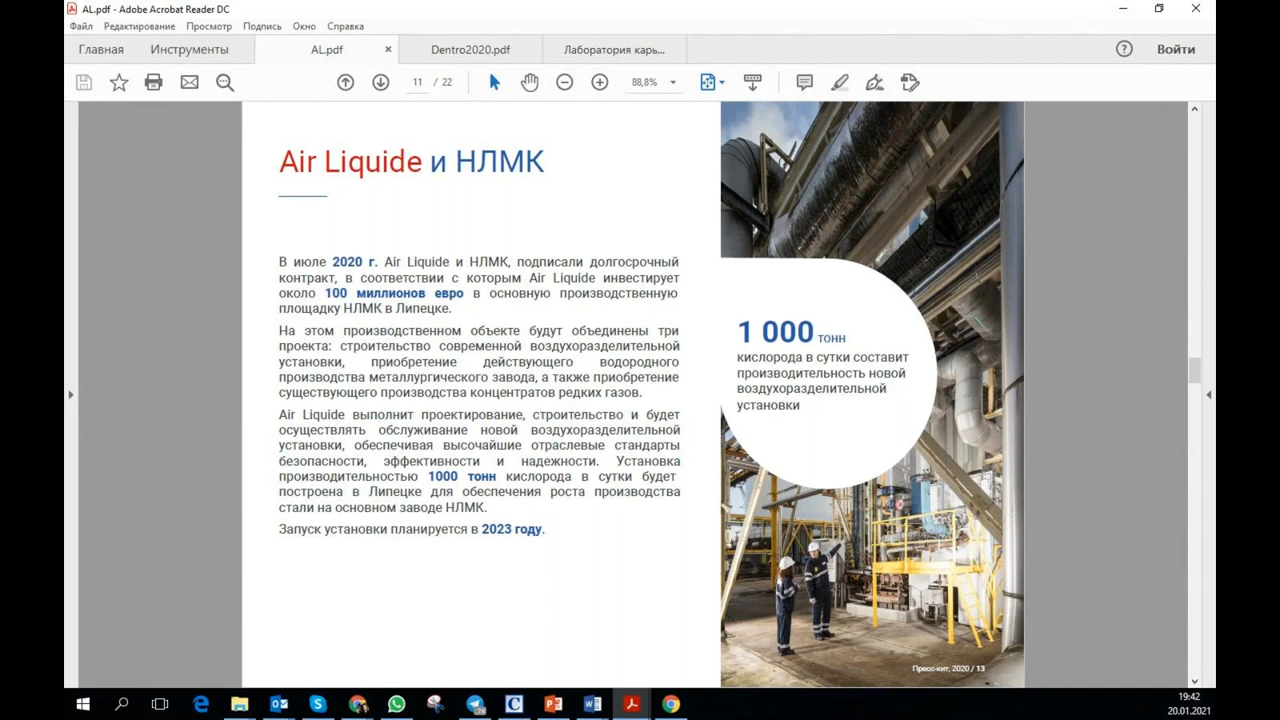 AL.pdf - Adobe Acrobat Reader DC
Файл Редактирование Просмотр Подпись Окно Справка
Главная Инструменты AL.pdf × Dentro2020.pdf Лаборатория карь... Войти
11 / 22 88,8%
Air Liquide и НЛМК
В июле 2020 г. Air Liquide и НЛМК, подписали долгосрочный
контракт, в соответствии с которым Air Liquide инвестирует
около 100 миллионов евро в основную производственную
площадку НЛМК в Липецке.
На этом производственном объекте будут объединены три
проекта: строительство современной воздухоразделительной
установки, приобретение действующего водородного
производства металлургического завода, а также приобретение
существующего производства концентратов редких газов.
Air Liquide выполнит проектирование, строительство и будет
осуществлять обслуживание новой воздухоразделительной
установки, обеспечивая высочайшие отраслевые стандарты
безопасности, эффективности и надежности. Установка
производительностью 1000 тонн кислорода в сутки будет
построена в Липецке для обеспечения роста производства
стали на основном заводе НЛМК.
Запуск установки планируется в 2023 году.
1 000 тонн
кислорода в сутки составит
производительность новой
воздухоразделительной
установки
Пресс-кит, 2020 / 13
19:42
20.01.2021